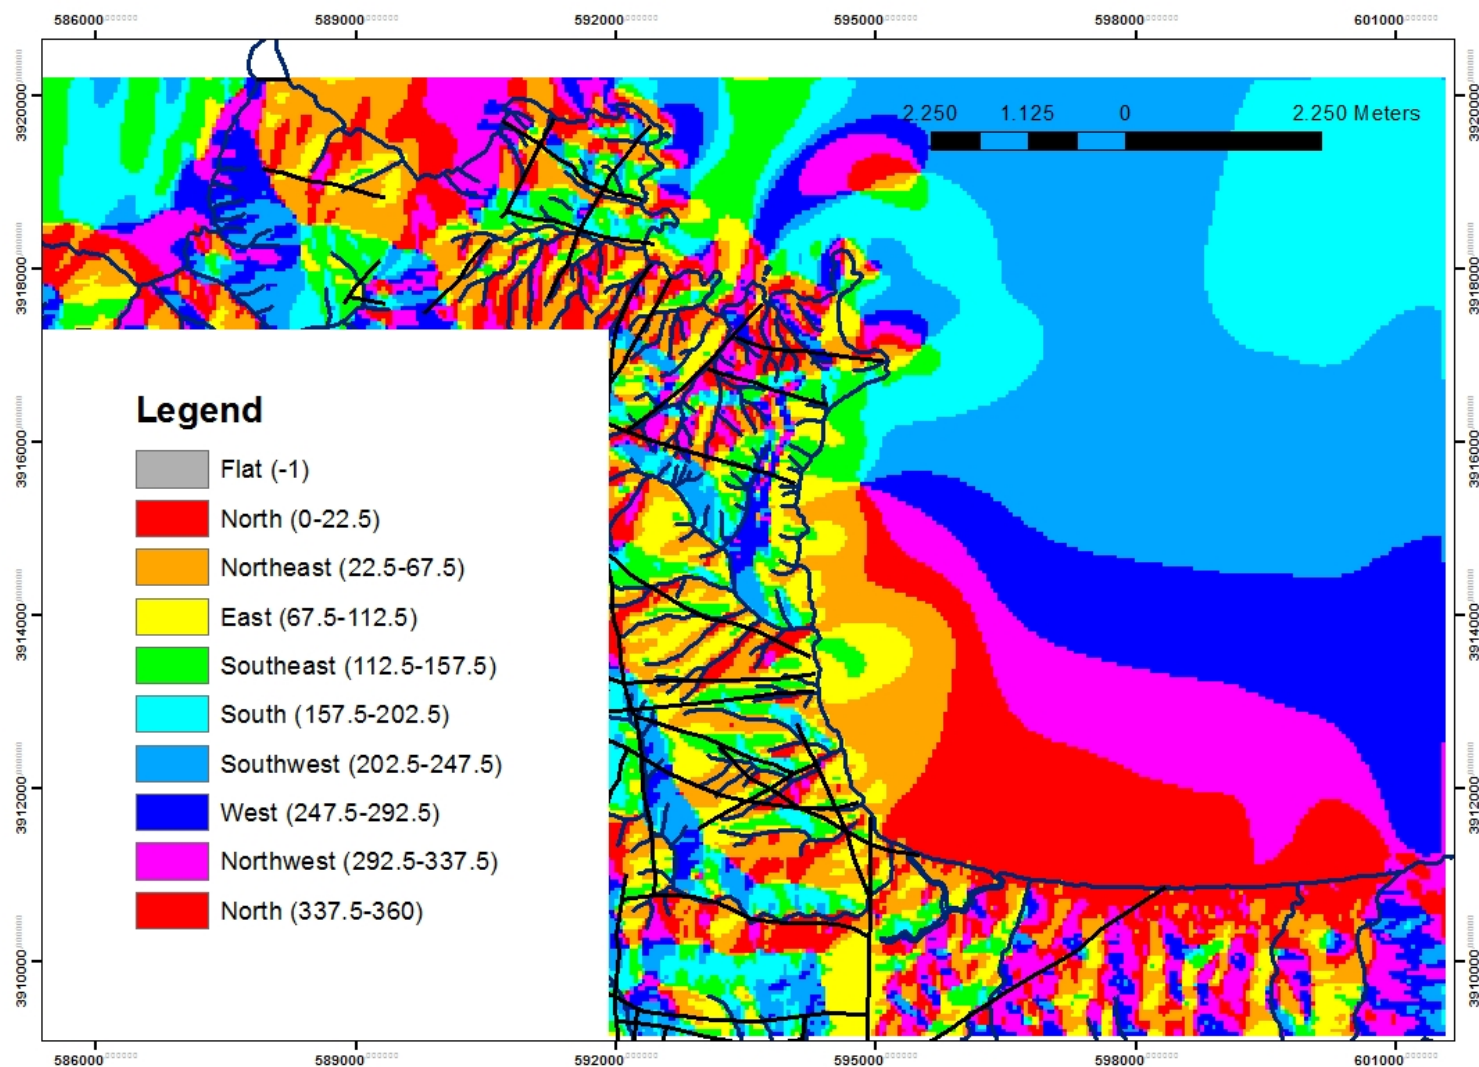 586000 589000 592000 595000 598000 601000
3920000 3920000
2.250 1.125 0 2.250 Meters
3918000 3918000
Legend
3916000 3916000
Flat (-1)
North (0-22.5)
Northeast (22.5-67.5)
East (67.5-112.5)
3914000 3914000
Southeast (112.5-157.5)
South (157.5-202.5)
Southwest (202.5-247.5)
3912000 3912000
West (247.5-292.5)
Northwest (292.5-337.5)
North (337.5-360)
3910000 3910000
586000 589000 592000 595000 598000 601000